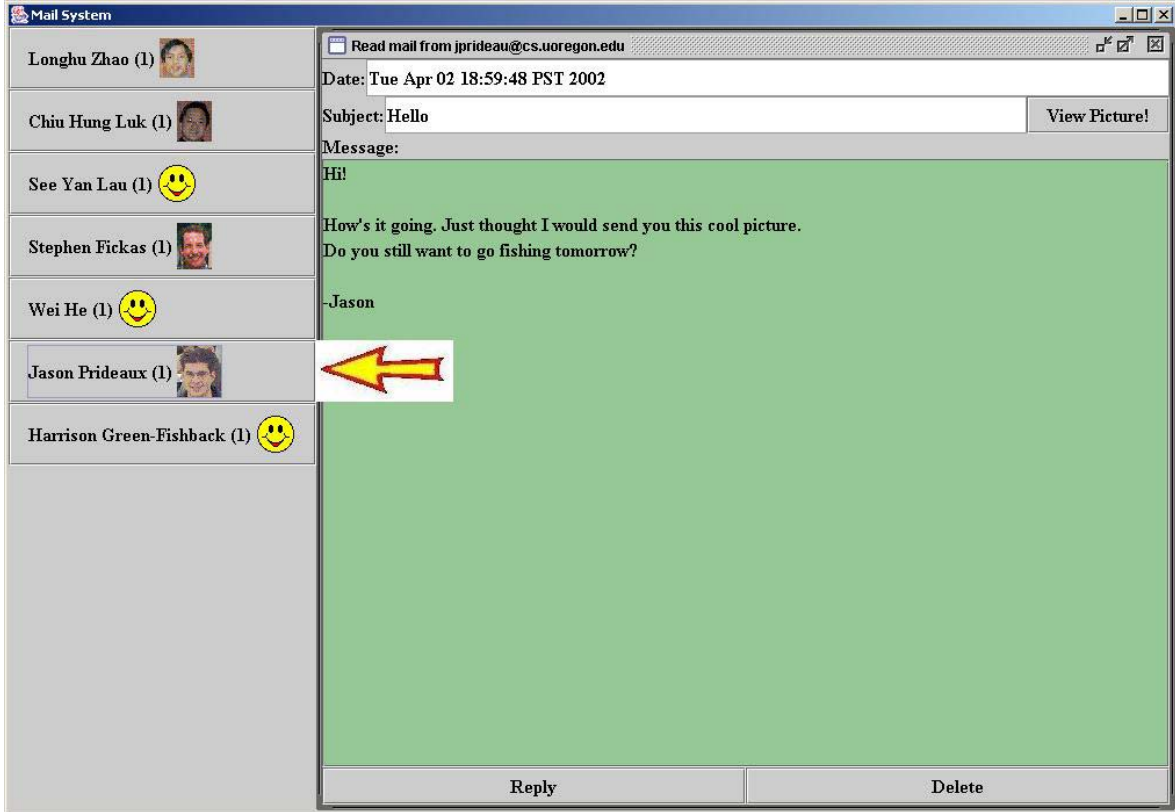 Mail System
Longhu Zhao (1)
Chiu Hung Luk (1)
See Yan Lau (1)
Stephen Fickas (1)
Wei He (1)
Jason Prideaux (1)
Harrison Green-Fishback (1)
Read mail from jprideau@cs.uoregon.edu
Date: Tue Apr 02 18:59:48 PST 2002
Subject: Hello View Picture!
Message:
Hi!
How's it going. Just thought I would send you this cool picture.
Do you still want to go fishing tomorrow?
-Jason
Reply Delete